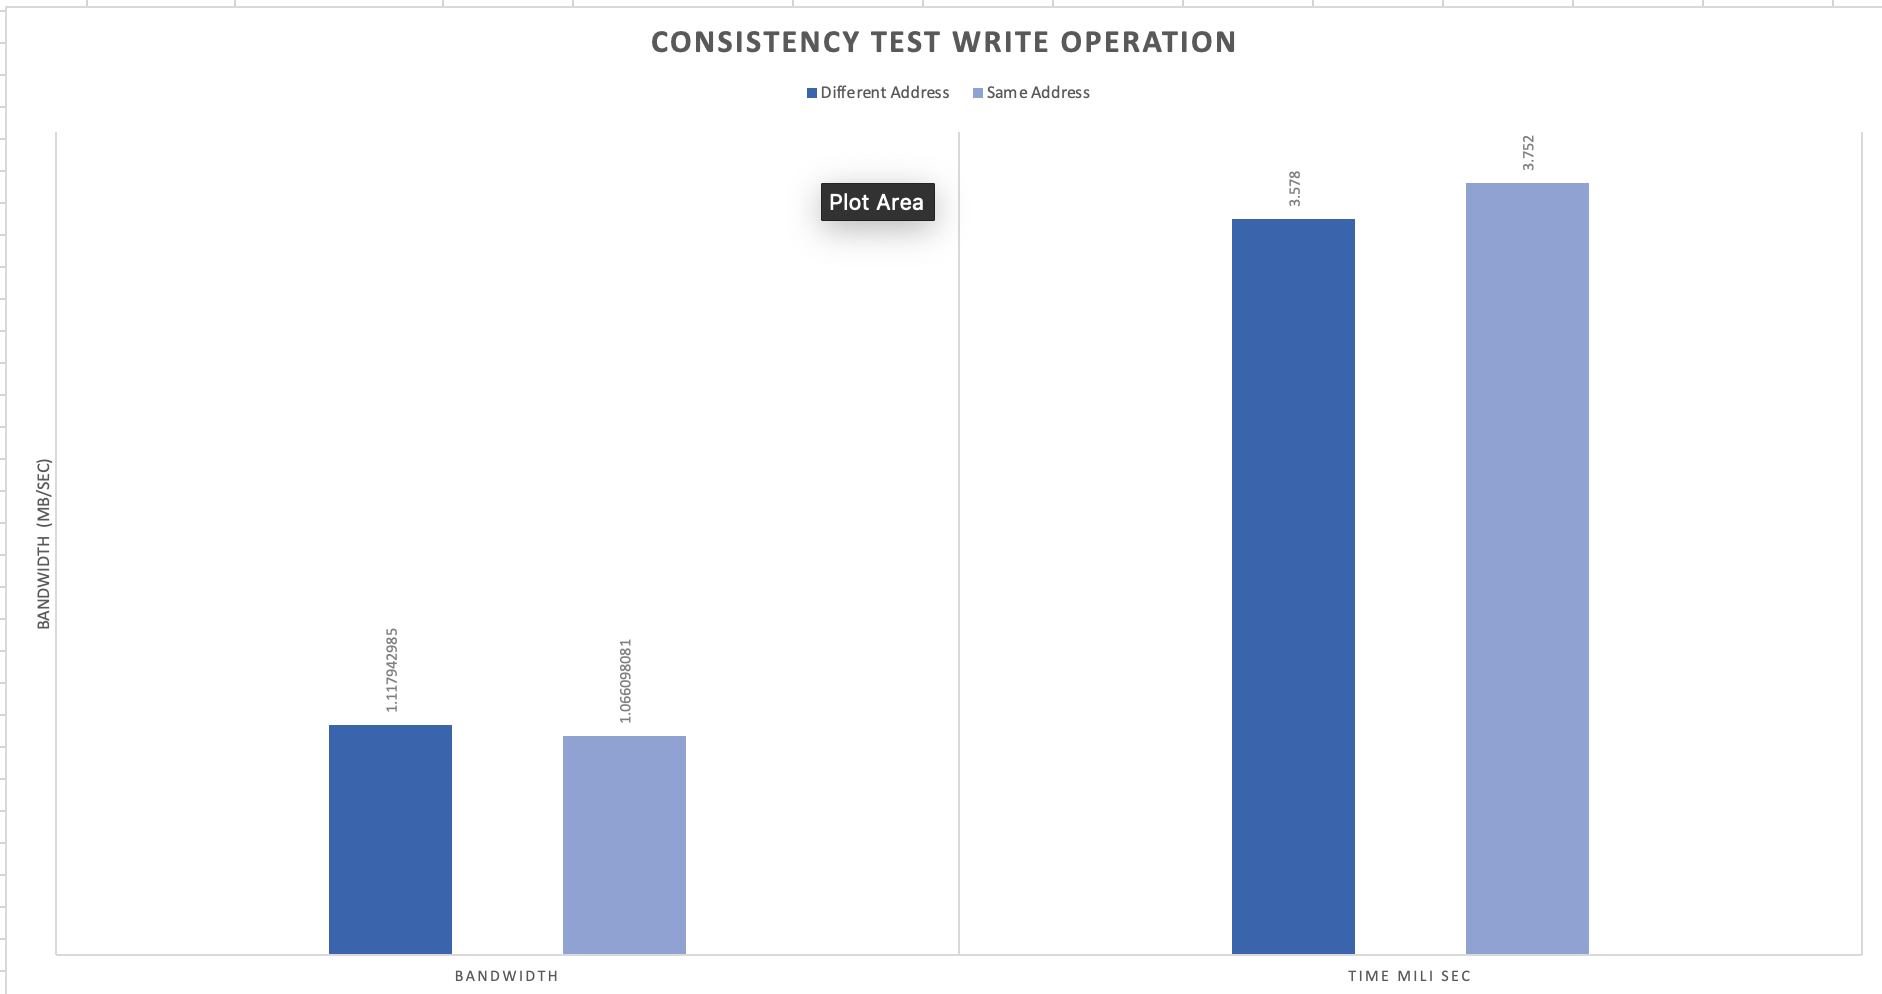 CONSISTENCY TEST WRITE OPERATION
Different Address Same Address
Plot Area
BANDWIDTH (MB/SEC)
1.117942985
1.066098081
3.578
3.752
BANDWIDTH
TIME MILI SEC